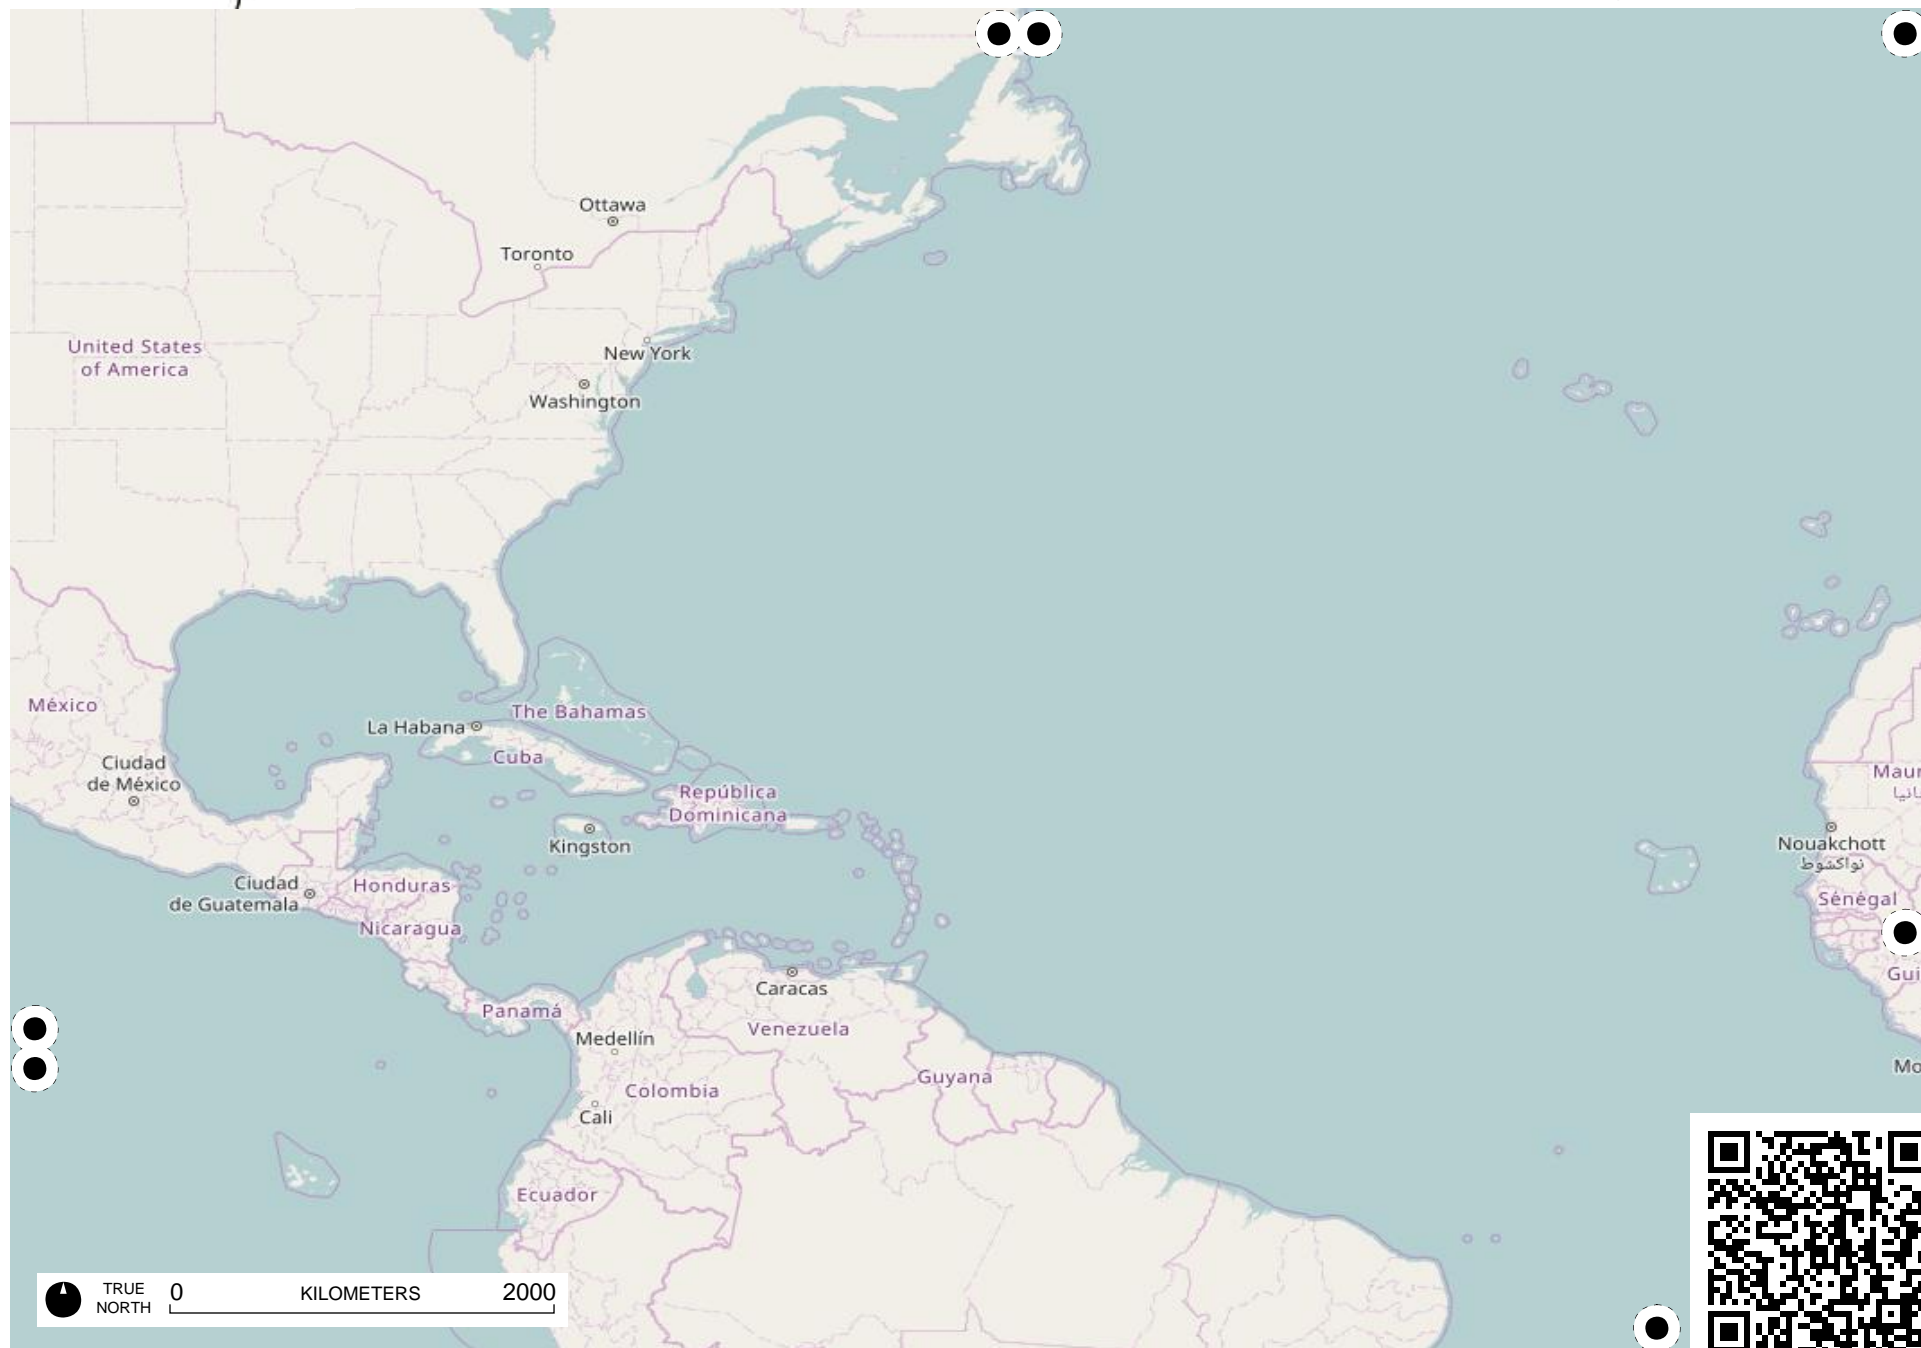 Ottawa
Toronto
United States
of America
New York
Washington
México
La Habana
The Bahamas
Cuba
Ciudad
de México
República
Dominicana
Kingston
Maur
Nouakchott
نواكشوط
Ciudad
de Guatemala
Honduras
Nicaragua
Sénégal
Gui
Caracas
Panamá
Venezuela
Medellín
Guyana
Colombia
Mo
Cali
Ecuador
TRUE
NORTH
0 KILOMETERS 2000